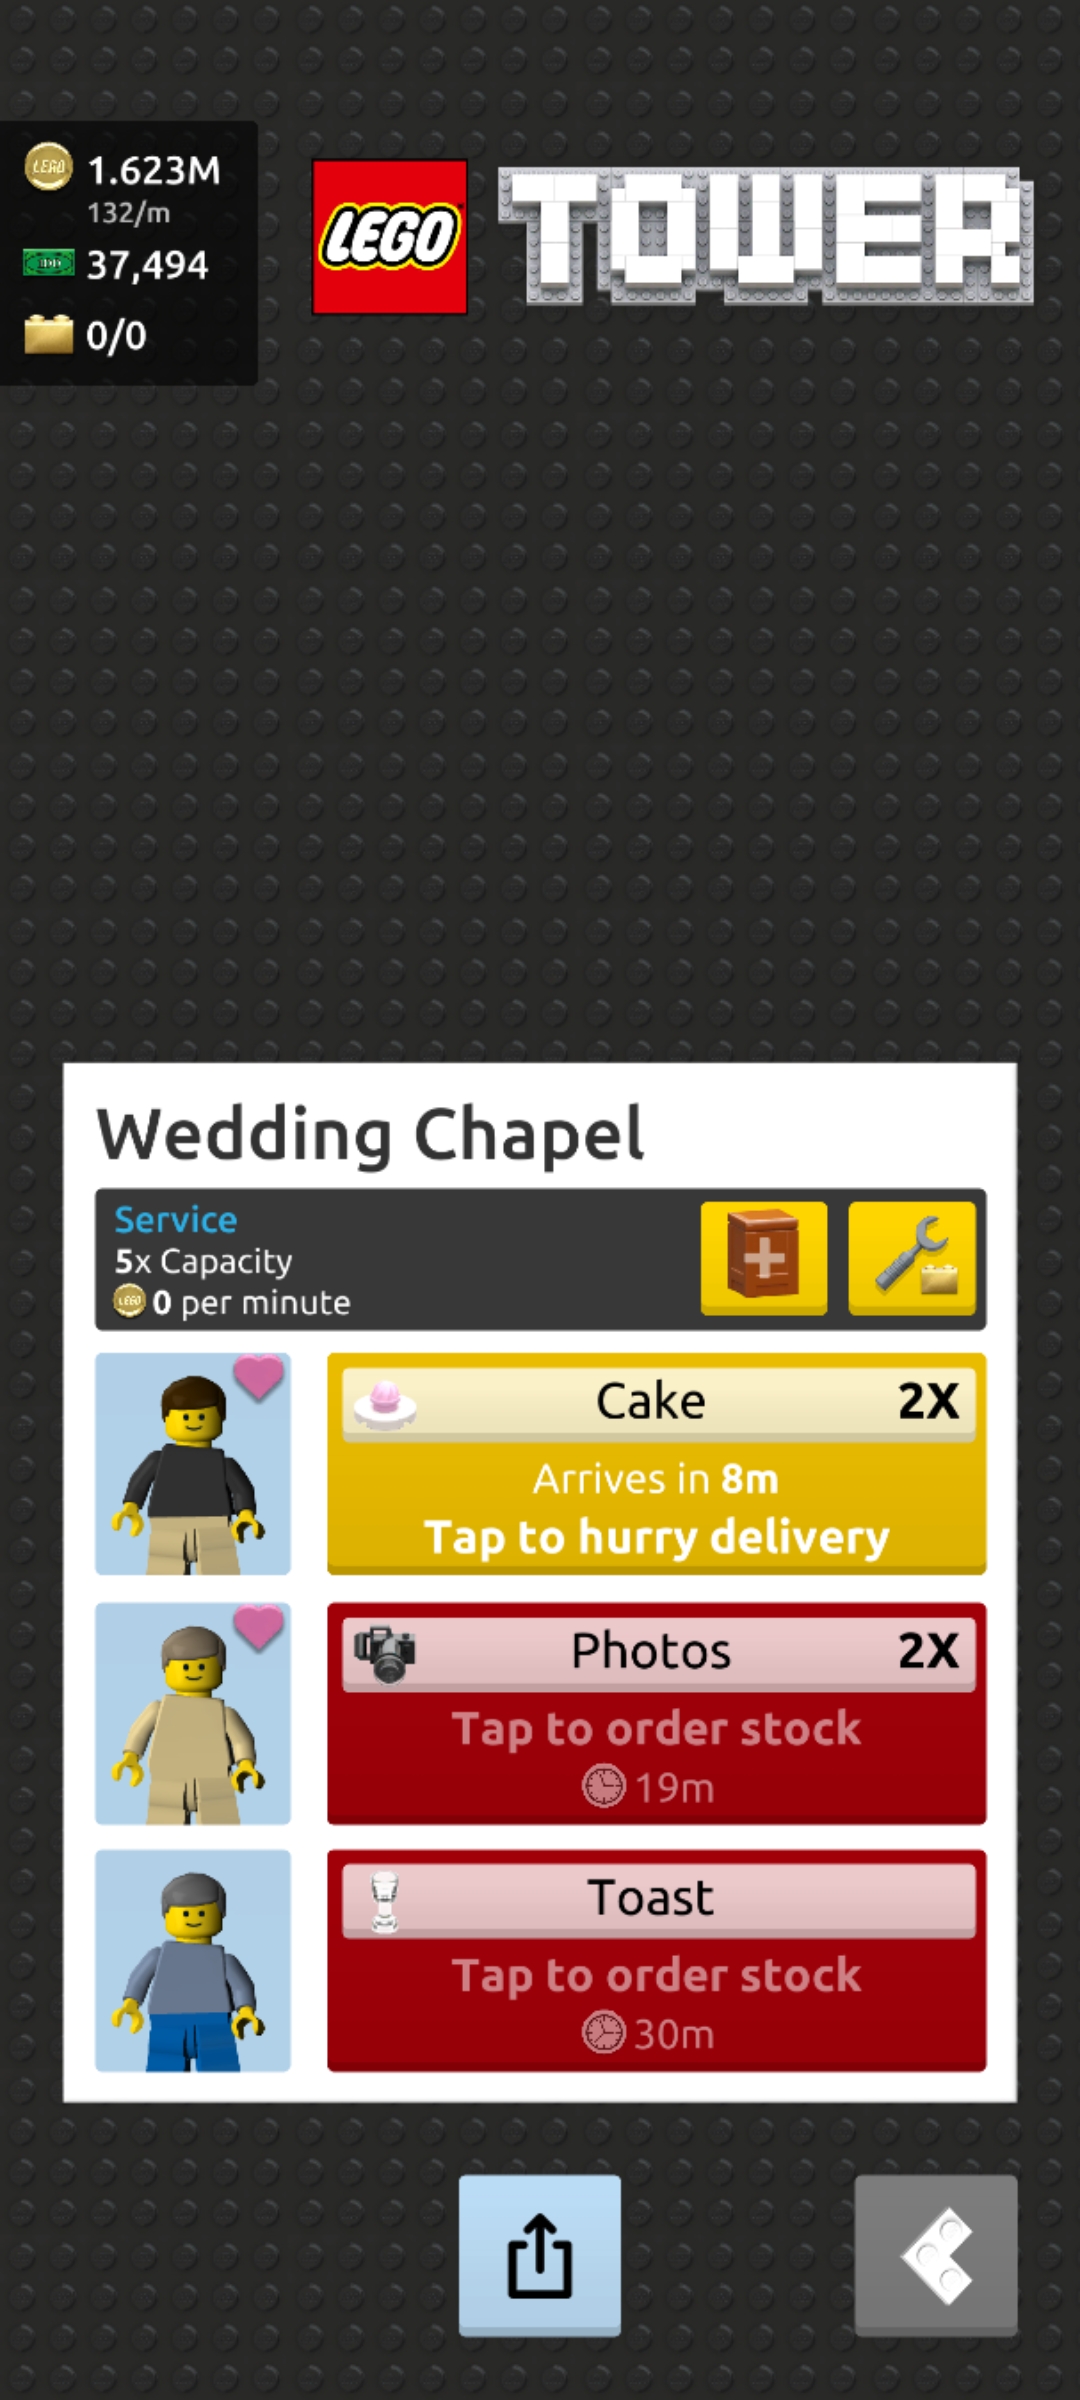 1.623M
132/m
37,494
0/0
LEGO TOWER
Wedding Chapel
Service
5x Capacity
0 per minute
Cake 2X
Arrives in 8m
Tap to hurry delivery
Photos 2X
Tap to order stock
19m
Toast
Tap to order stock
30m